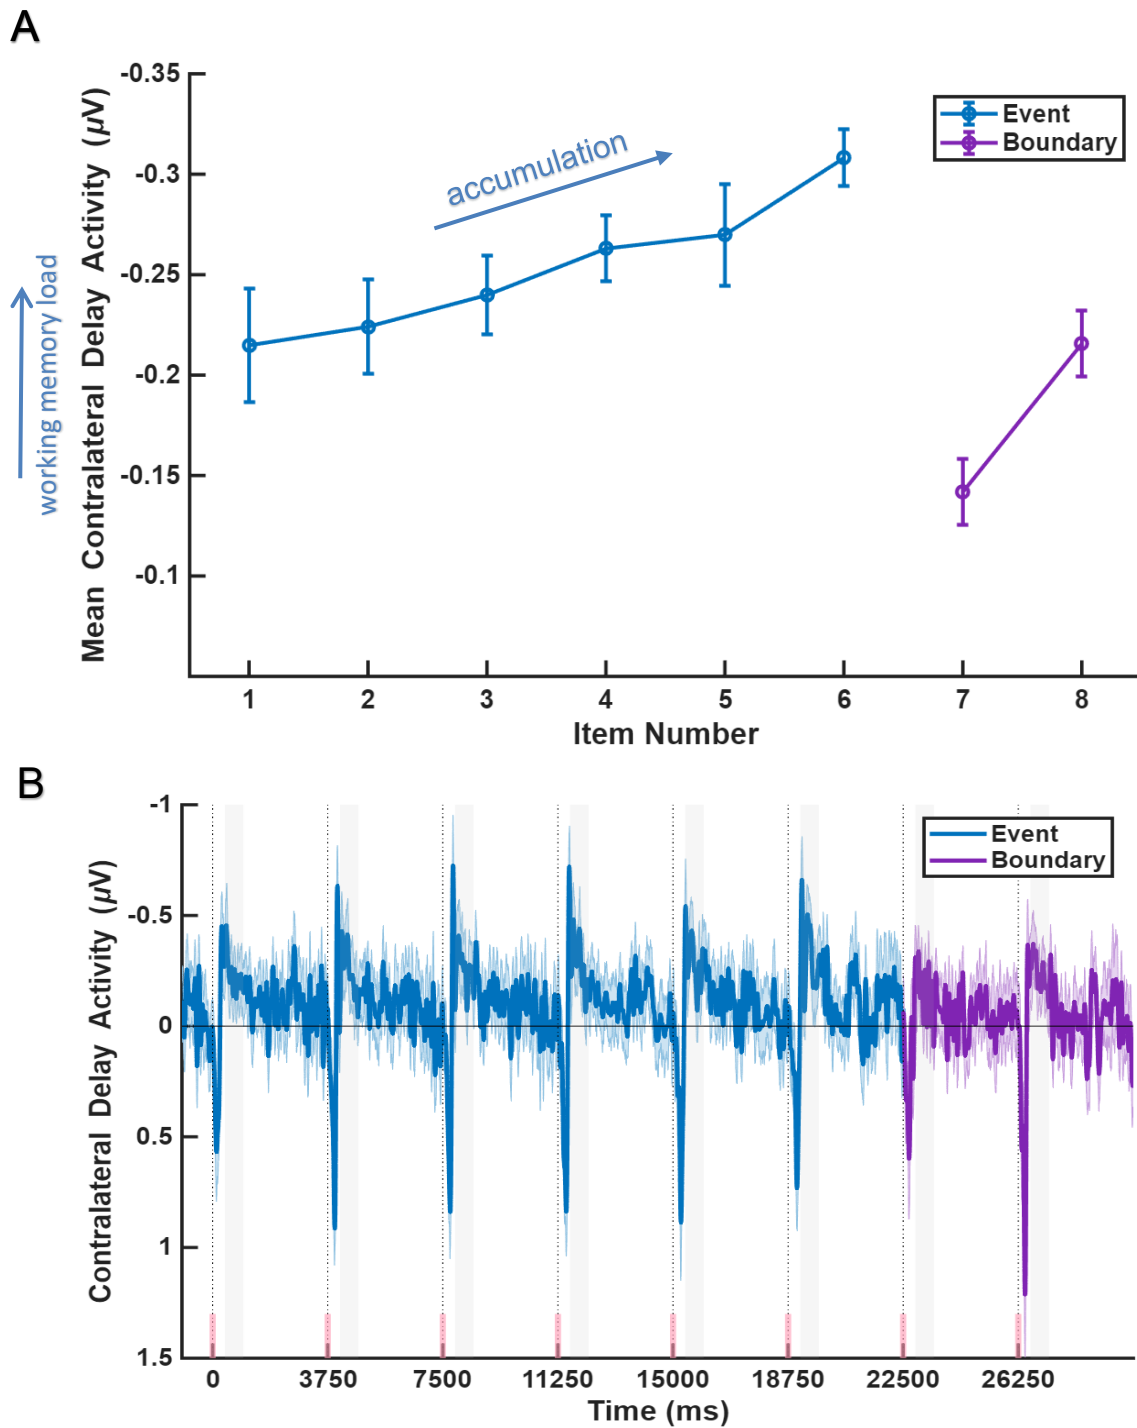 A
Mean Contralateral Delay Activity (µV)
working memory load
-0.35
-0.3
-0.25
-0.2
-0.15
-0.1
accumulation
Event
Boundary
1 2 3 4 5 6 7 8
Item Number
B
Contralateral Delay Activity (µV)
-1
-0.5
0
0.5
1
1.5
Event
Boundary
0 3750 7500 11250 15000 18750 22500 26250
Time (ms)